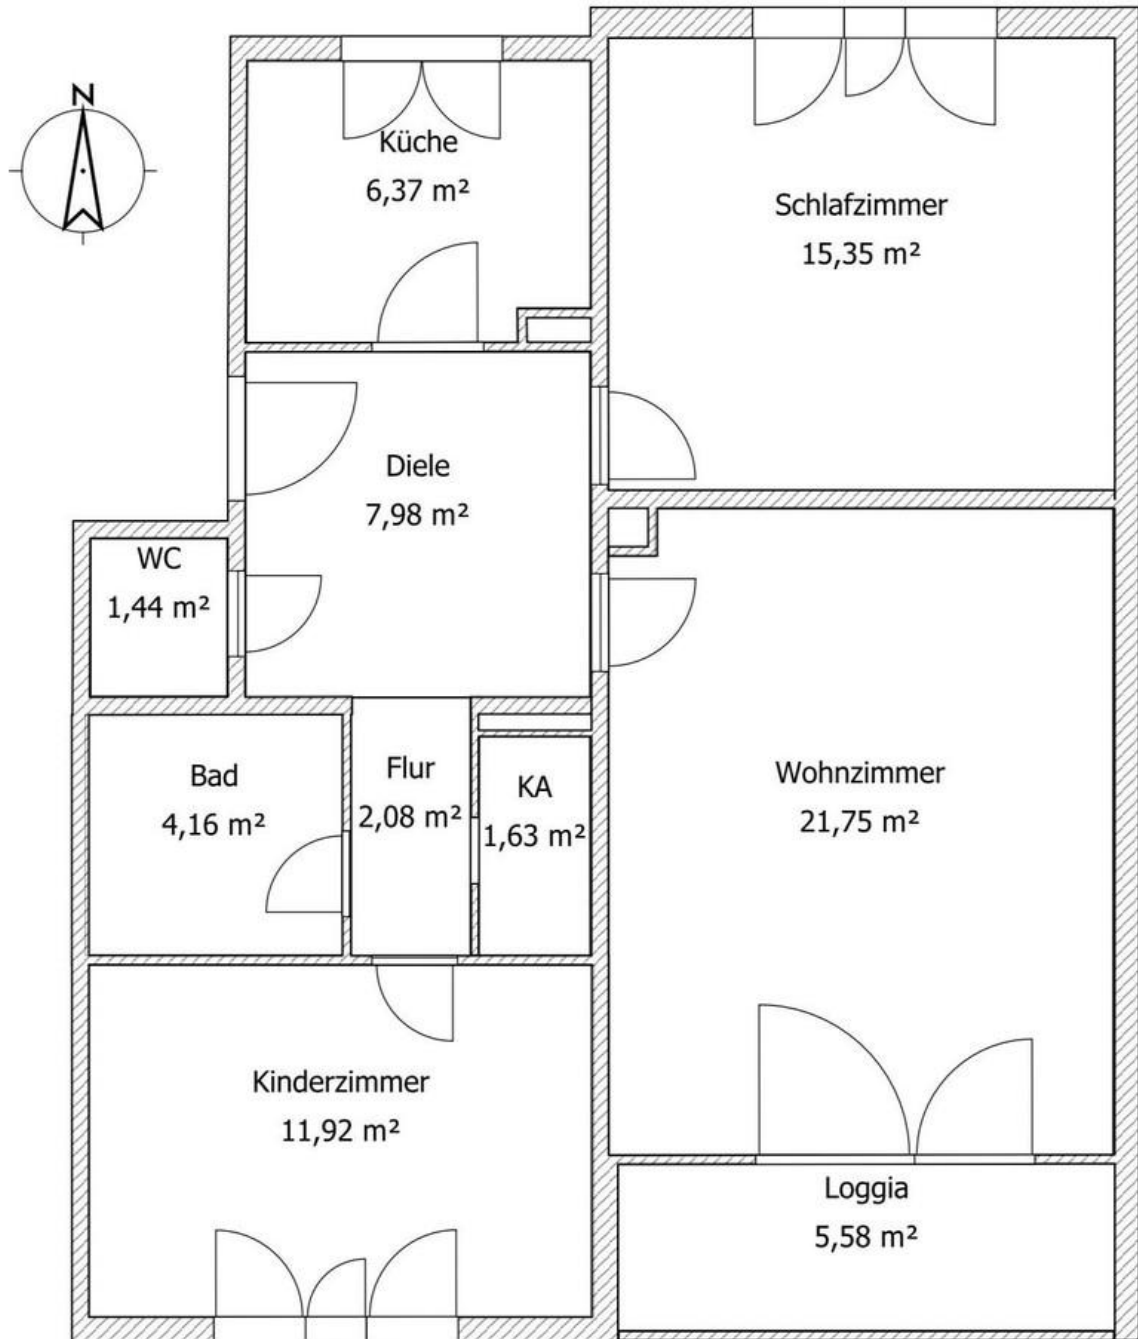 N
Küche
6,37 m²
Schlafzimmer
15,35 m²
Diele
7,98 m²
WC
1,44 m²
Bad
4,16 m²
Flur
2,08 m²
KA
1,63 m²
Wohnzimmer
21,75 m²
Kinderzimmer
11,92 m²
Loggia
5,58 m²